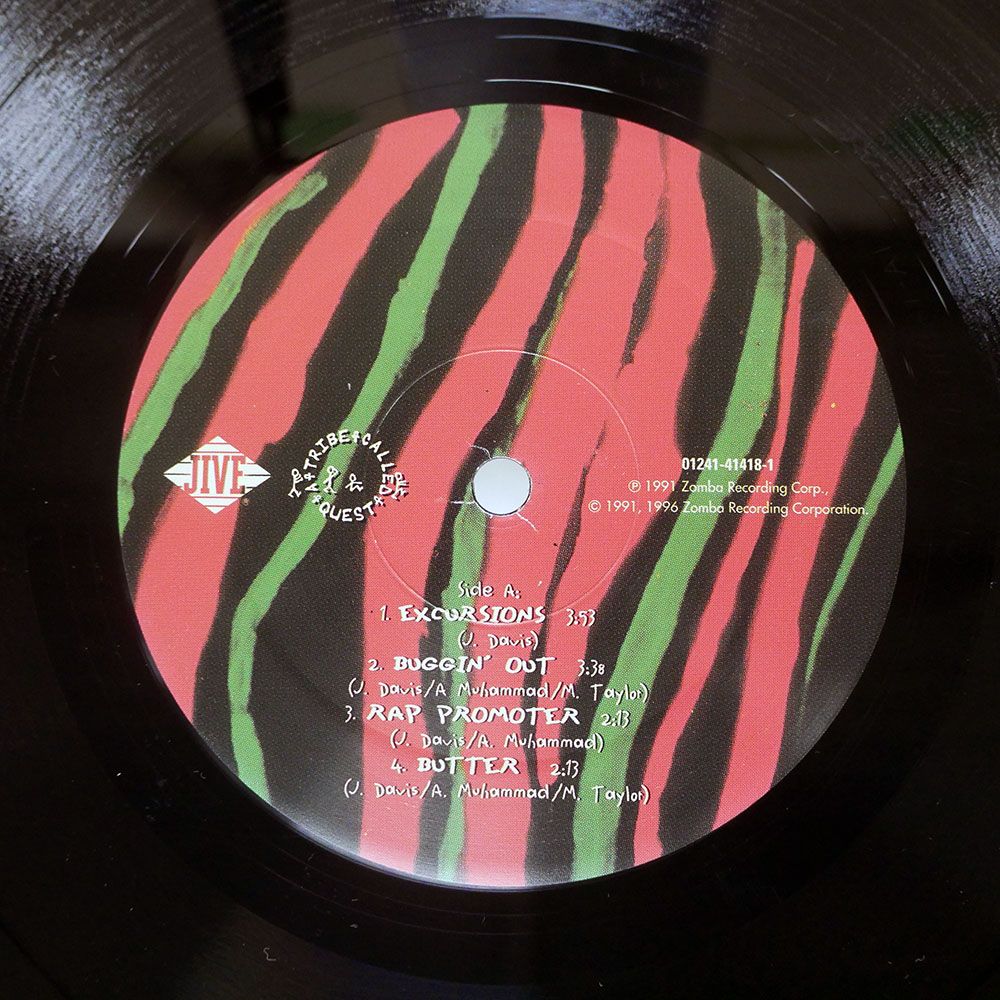 JIVE
A TRIBE CALLED QUEST
01241-41418-1
℗ 1991 Zomba Recording Corp.,
© 1991, 1996 Zomba Recording Corporation.
Side A:
1. EXCURSIONS 3:53
(J. Davis)
2. BUGGIN' OUT 3:38
(J. Davis/A Muhammad/M. Taylor)
3. RAP PROMOTER 2:13
(J. Davis/A. Muhammad)
4. BUTTER 2:13
(J. Davis/A. Muhammad/M. Taylor)